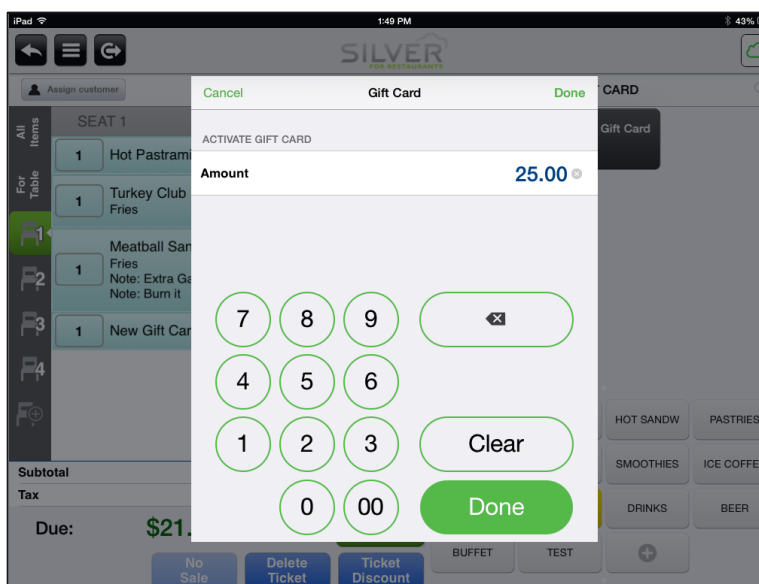 iPad 1:49 PM 43%
SILVER
FOR RESTAURANTS
Assign customer
Cancel Gift Card Done
CARD
All Items
For Table
SEAT 1
ACTIVATE GIFT CARD
Gift Card
1 Hot Pastrami
Amount 25.00
1 Turkey Club
Fries
1
Meatball San
1 Fries
2
Note: Extra Ga
Note: Burn it
3
1 New Gift Car
4
7 8 9
4 5 6
1 2 3 Clear
0 00 Done
HOT SANDW PASTRIES
SMOOTHIES ICE COFFE
DRINKS BEER
BUFFET TEST
Subtotal
Tax
Due: $21.
No Sale
Delete Ticket
Ticket Discount